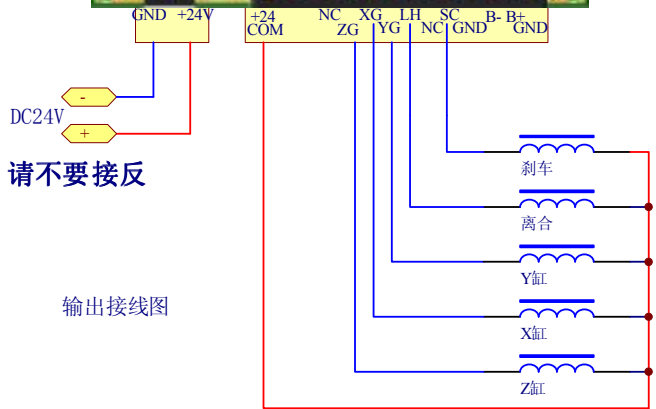 GND +24V
+24 NC XG LH SC B- B+
COM ZG YG NC GND GND
-
DC24V
+
请不要接反
刹车
离合
Y缸
输出接线图
X缸
Z缸